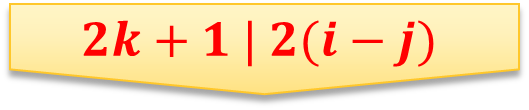 2k + 1 | 2(i − j)